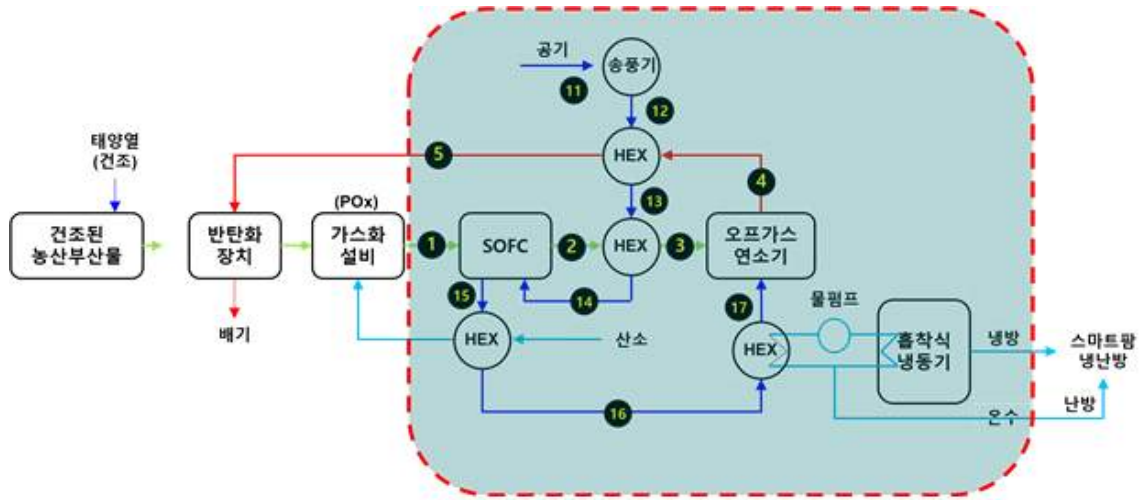 공기
11
송풍기
12
태양열
(건조)
5
HEX
4
13
(POx)
건조된
농산부산물
반탄화
장치
가스화
설비
1
SOFC
2
HEX
3
오프가스
연소기
15
14
17
물펌프
배기
HEX
산소
HEX
흡착식
냉동기
냉방
스마트팜
냉난방
16
온수
난방